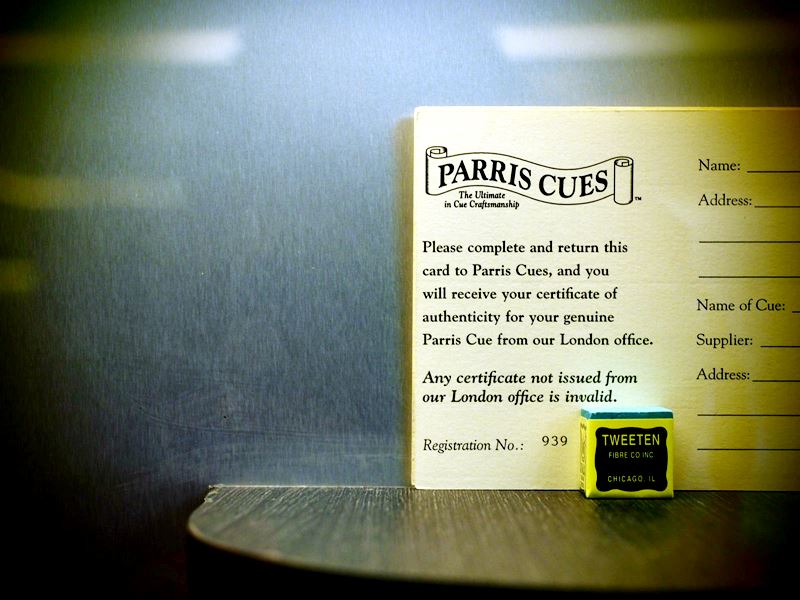 PARRIS CUES
The Ultimate
in Cue Craftsmanship
TM
Please complete and return this
card to Parris Cues, and you
will receive your certificate of
authenticity for your genuine
Parris Cue from our London office.
Any certificate not issued from
our London office is invalid.
Registration No.: 939
Name:
Address:
Name of Cue:
Supplier:
Address:
TWEETEN
FIBRE CO INC
CHICAGO. IL